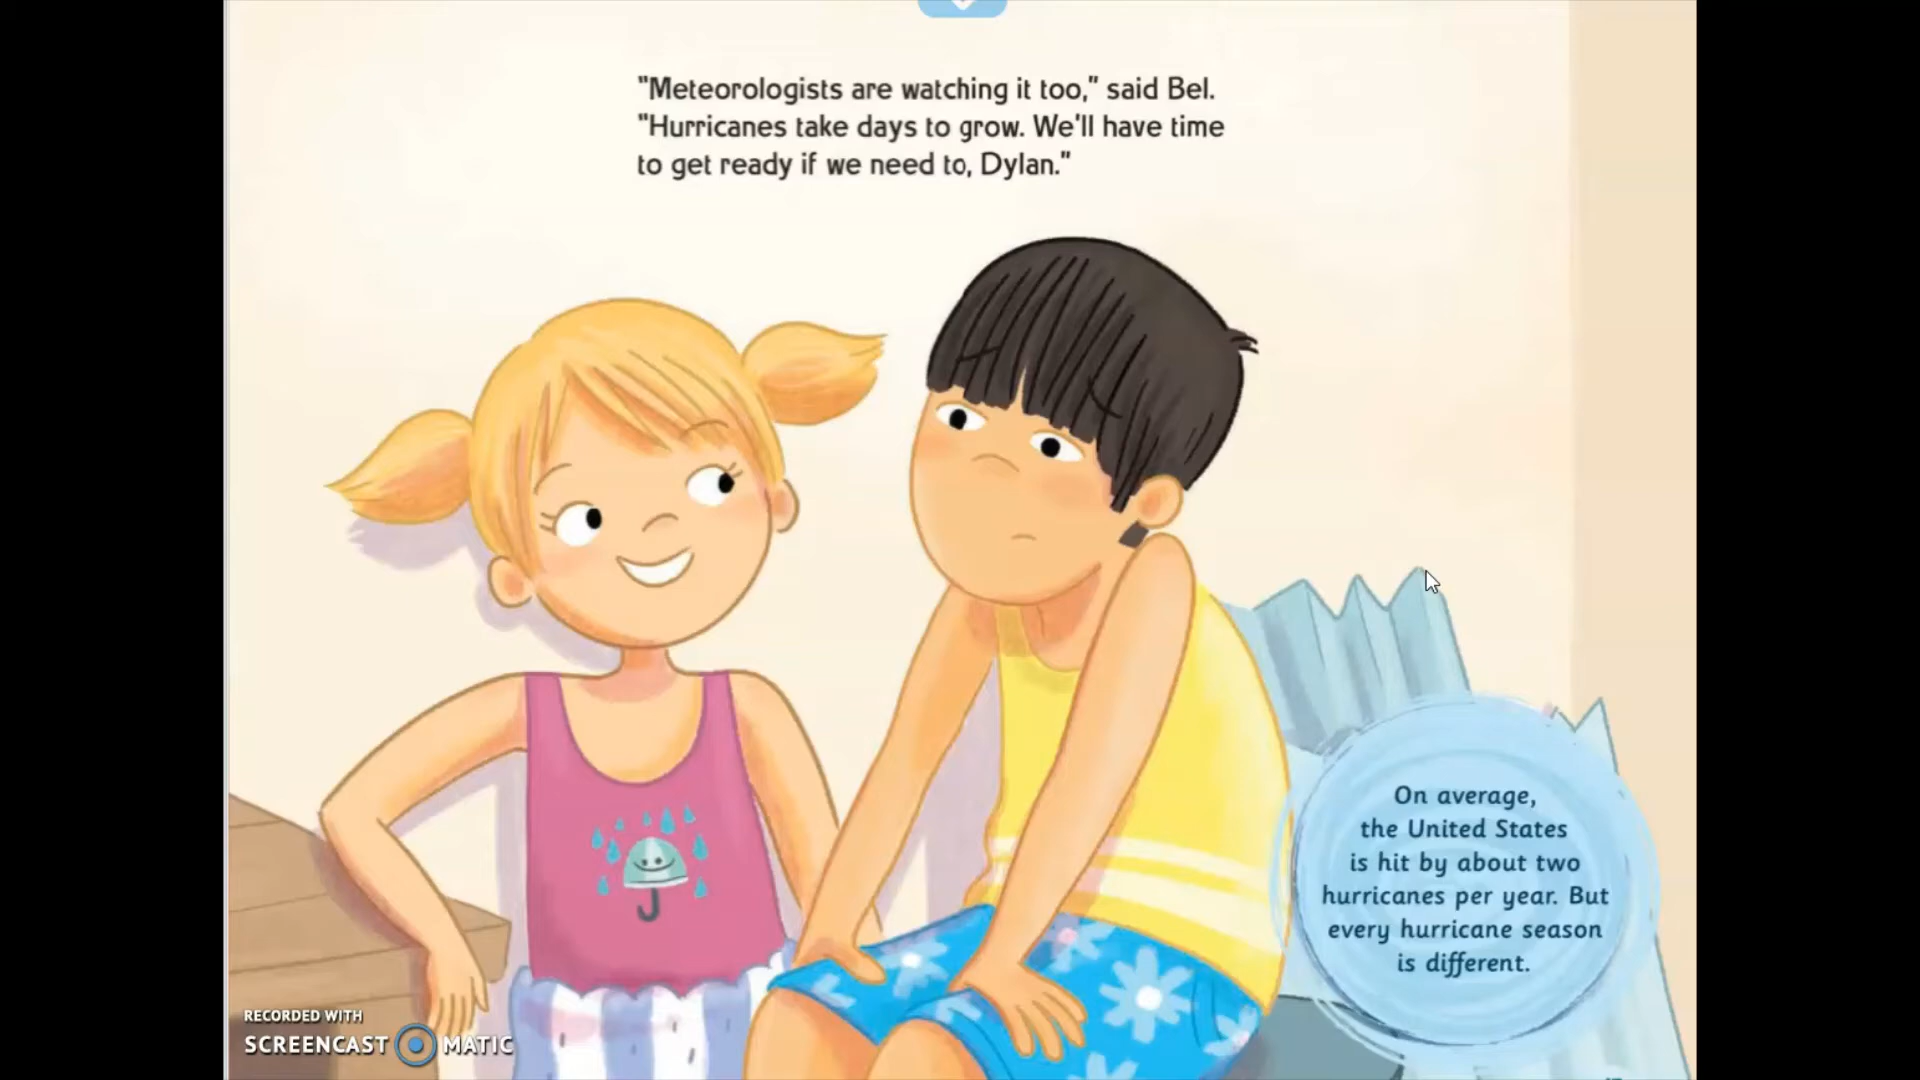 "Meteorologists are watching it too," said Bel.
"Hurricanes take days to grow. We'll have time
to get ready if we need to, Dylan."
On average,
the United States
is hit by about two
hurricanes per year. But
every hurricane season
is different.
RECORDED WITH
SCREENCAST MATIC